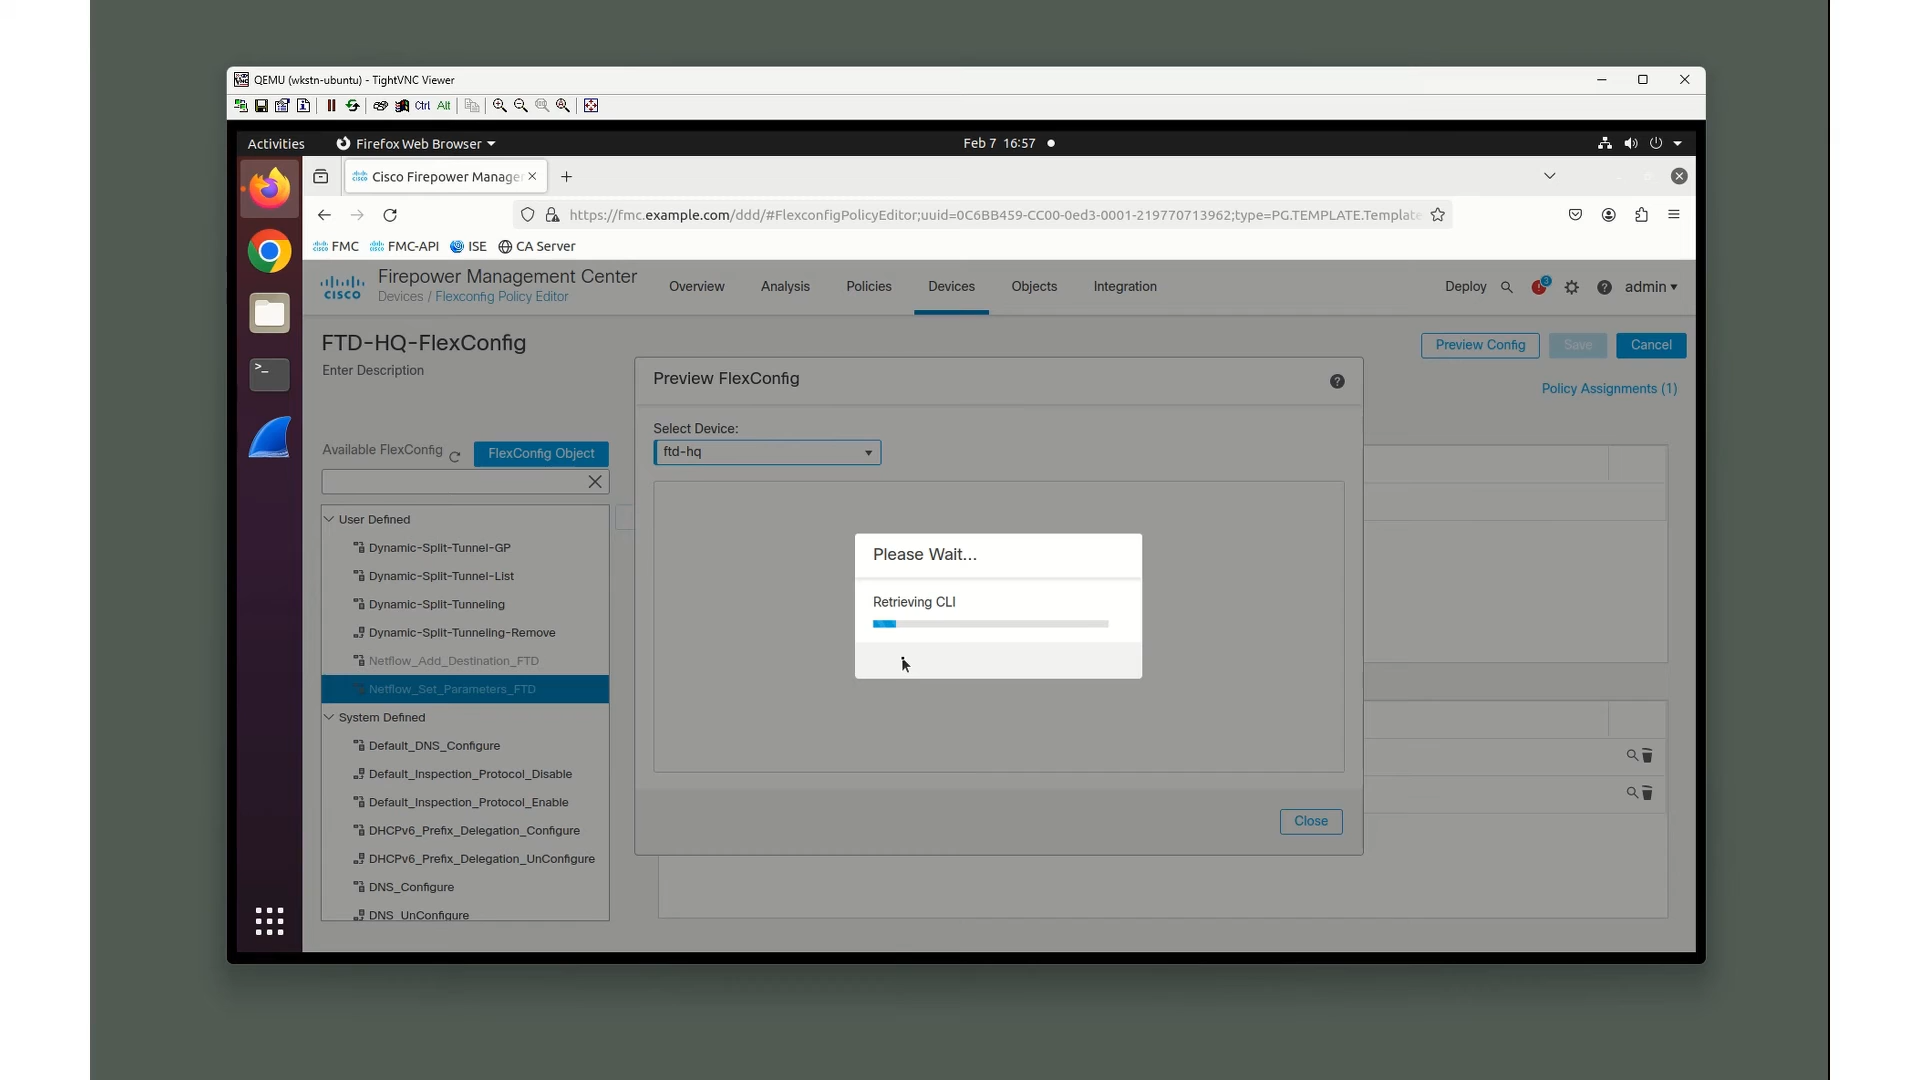 QEMU (wkstn-ubuntu) - TightVNC Viewer
Ctrl Alt
Activities
Firefox Web Browser
Feb 7 16:57
Cisco Firepower Manager
https://fmc.example.com/ddd/#FlexconfigPolicyEditor;uuid=0C6BB459-CC00-0ed3-0001-219770713962;type=PG.TEMPLATE.Template
FMC
FMC-API
ISE
CA Server
CISCO
Firepower Management Center
Devices / Flexconfig Policy Editor
Overview
Analysis
Policies
Devices
Objects
Integration
Deploy
3
admin
FTD-HQ-FlexConfig
Enter Description
Preview Config
Save
Cancel
Policy Assignments (1)
Available FlexConfig
FlexConfig Object
User Defined
Dynamic-Split-Tunnel-GP
Dynamic-Split-Tunnel-List
Dynamic-Split-Tunneling
Dynamic-Split-Tunneling-Remove
Netflow_Add_Destination_FTD
Netflow_Set_Parameters_FTD
System Defined
Default_DNS_Configure
Default_Inspection_Protocol_Disable
Default_Inspection_Protocol_Enable
DHCPv6_Prefix_Delegation_Configure
DHCPv6_Prefix_Delegation_UnConfigure
DNS_Configure
DNS_UnConfigure
Preview FlexConfig
Select Device:
ftd-hq
Please Wait...
Retrieving CLI
Close